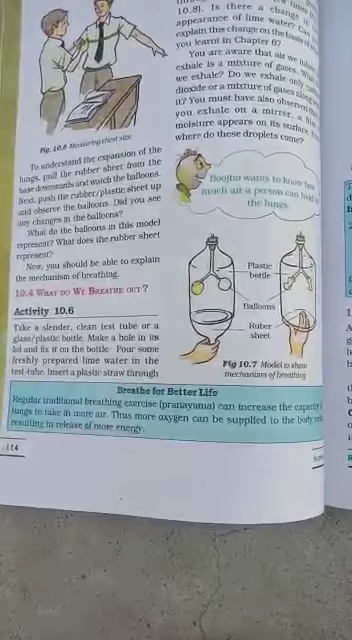 Fig. 10.6 Measuring chest size
To understand the expansion of the
lungs, pull the rubber sheet from the
base downwards and watch the balloons.
Next, push the rubber/plastic sheet up
and observe the balloons. Did you see
any changes in the balloons?
What do the balloons in this model
represent? What does the rubber sheet
represent?
Now, you should be able to explain
the mechanism of breathing.
10.4 WHAT DO WE BREATHE OUT?
Activity 10.6
Take a slender, clean test tube or a
glass/plastic bottle. Make a hole in its
lid and fix it on the bottle. Pour some
freshly prepared lime water in the
test-tube. Insert a plastic straw through
10.8). Is there a change in
appearance of lime water? Can
explain this change on the basis of
you learnt in Chapter 6?
You are aware that air we
exhale is a mixture of gases.
we exhale? Do we exhale only
dioxide or a mixture of gases along
it? You must have also observed
you exhale on a mirror, a
moisture appears on its surface.
where do these droplets come?
Boojho wants to know how
much air a person can hold in
the lungs.
Plastic
bottle
Balloons
Ruber
sheet
Fig 10.7 Model to show
mechanism of breathing
Breathe for Better Life
Regular traditional breathing exercise (pranayama) can increase the capacity
lungs to take in more air. Thus more oxygen can be supplied to the body
resulting in release of more energy.
114